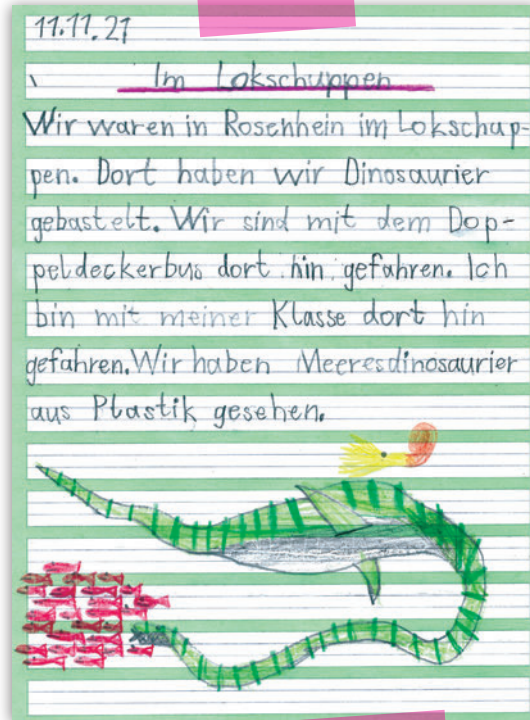 11.11.21
Im Lokschuppen
Wir waren in Rosenhein im Lokschup-
pen. Dort haben wir Dinosaurier
gebastelt. Wir sind mit dem Dop-
peldeckerbus dort hin gefahren. Ich
bin mit meiner Klasse dort hin
gefahren. Wir haben Meeresdinosaurier
aus Plastik gesehen.